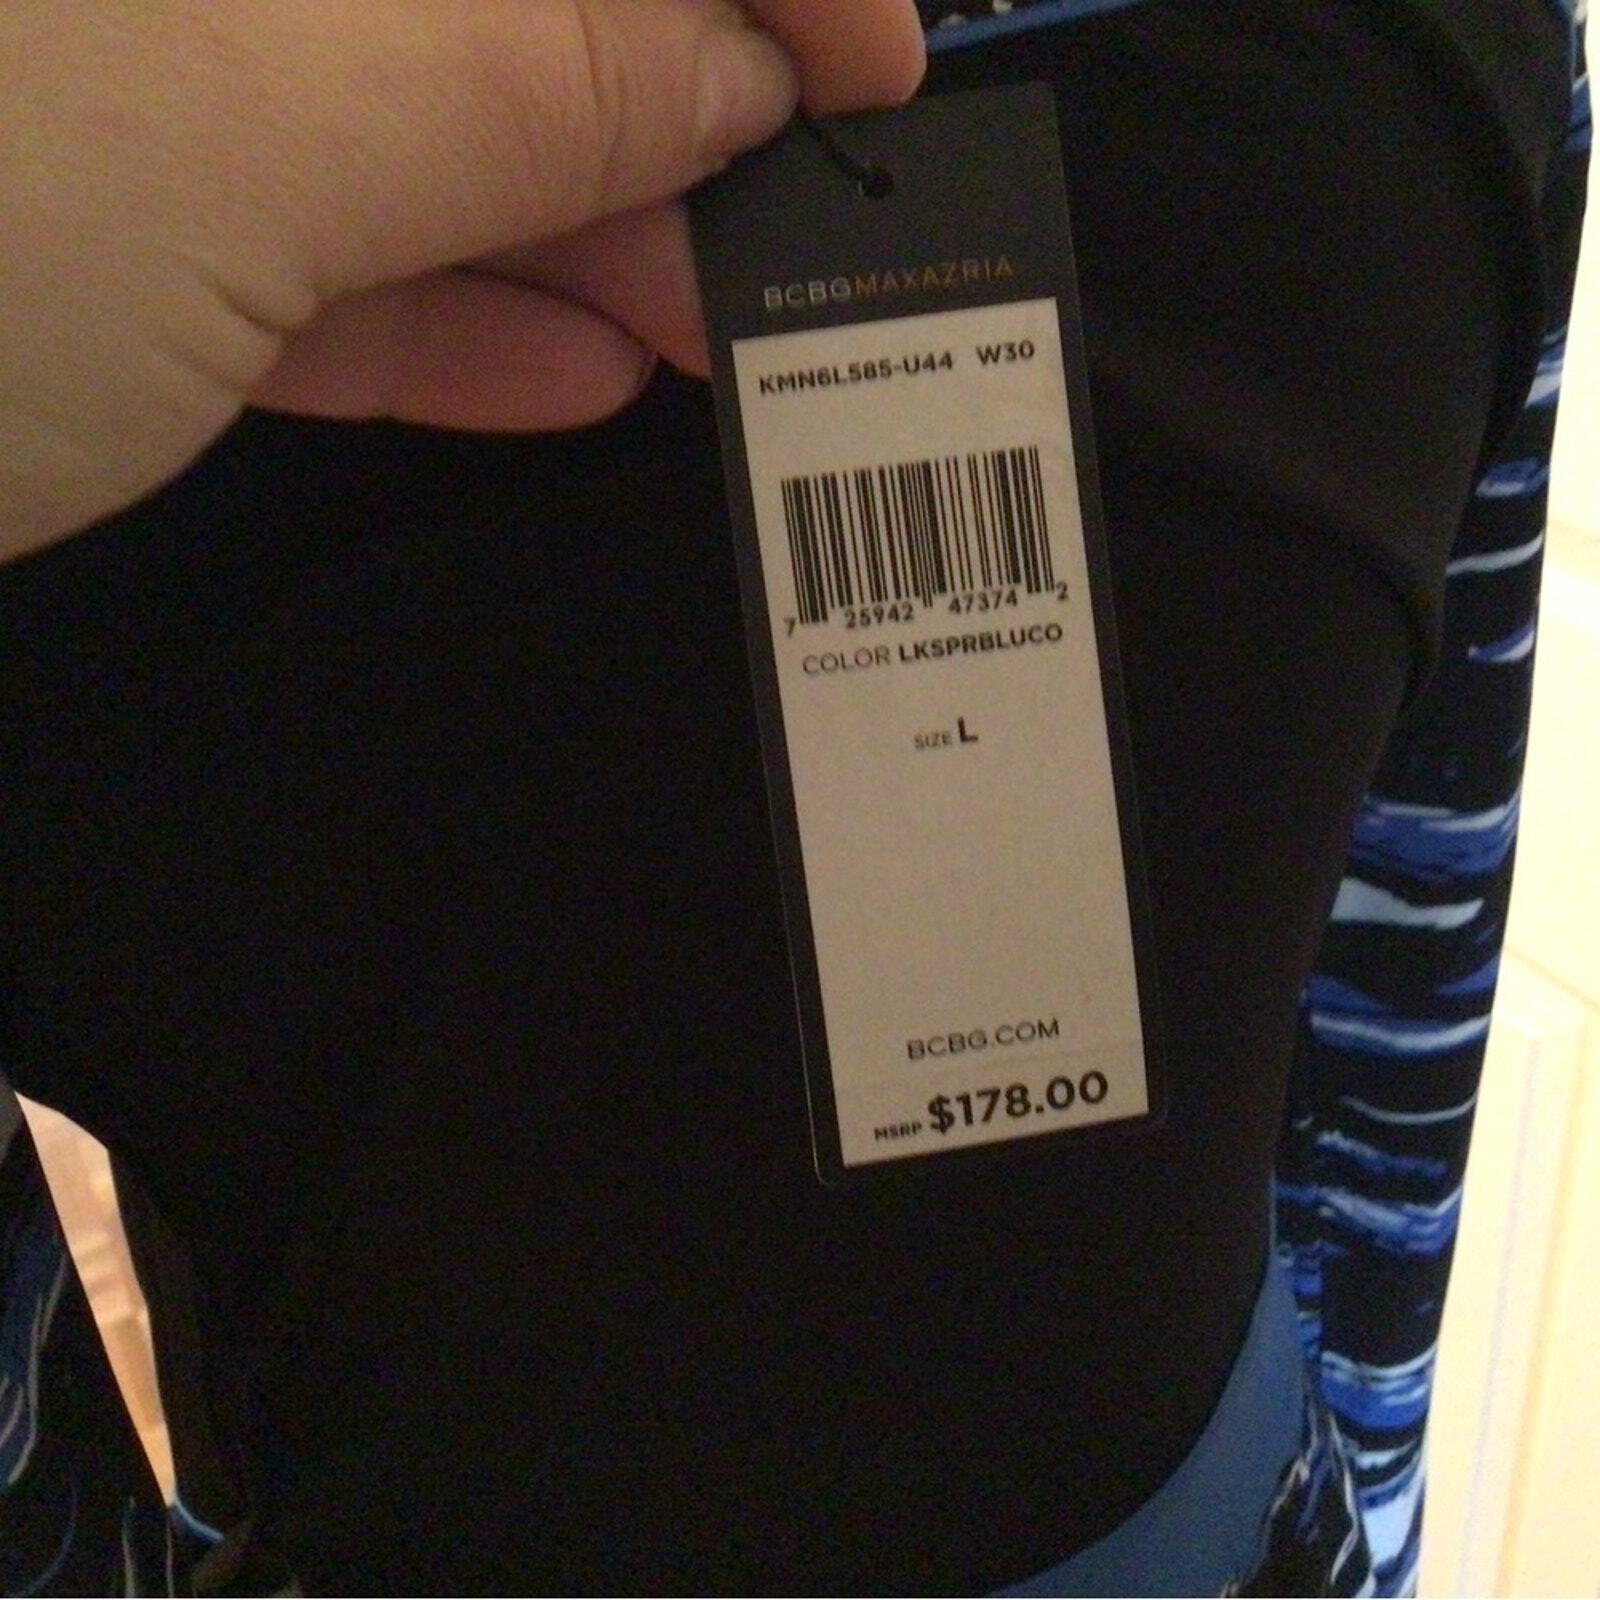 BCBGMAXAZRIA
KMN6L585-U44 W30
7 25942 47374 2
COLOR LKSPRBLUCO
SIZE L
BCBG.COM
MSRP $178.00